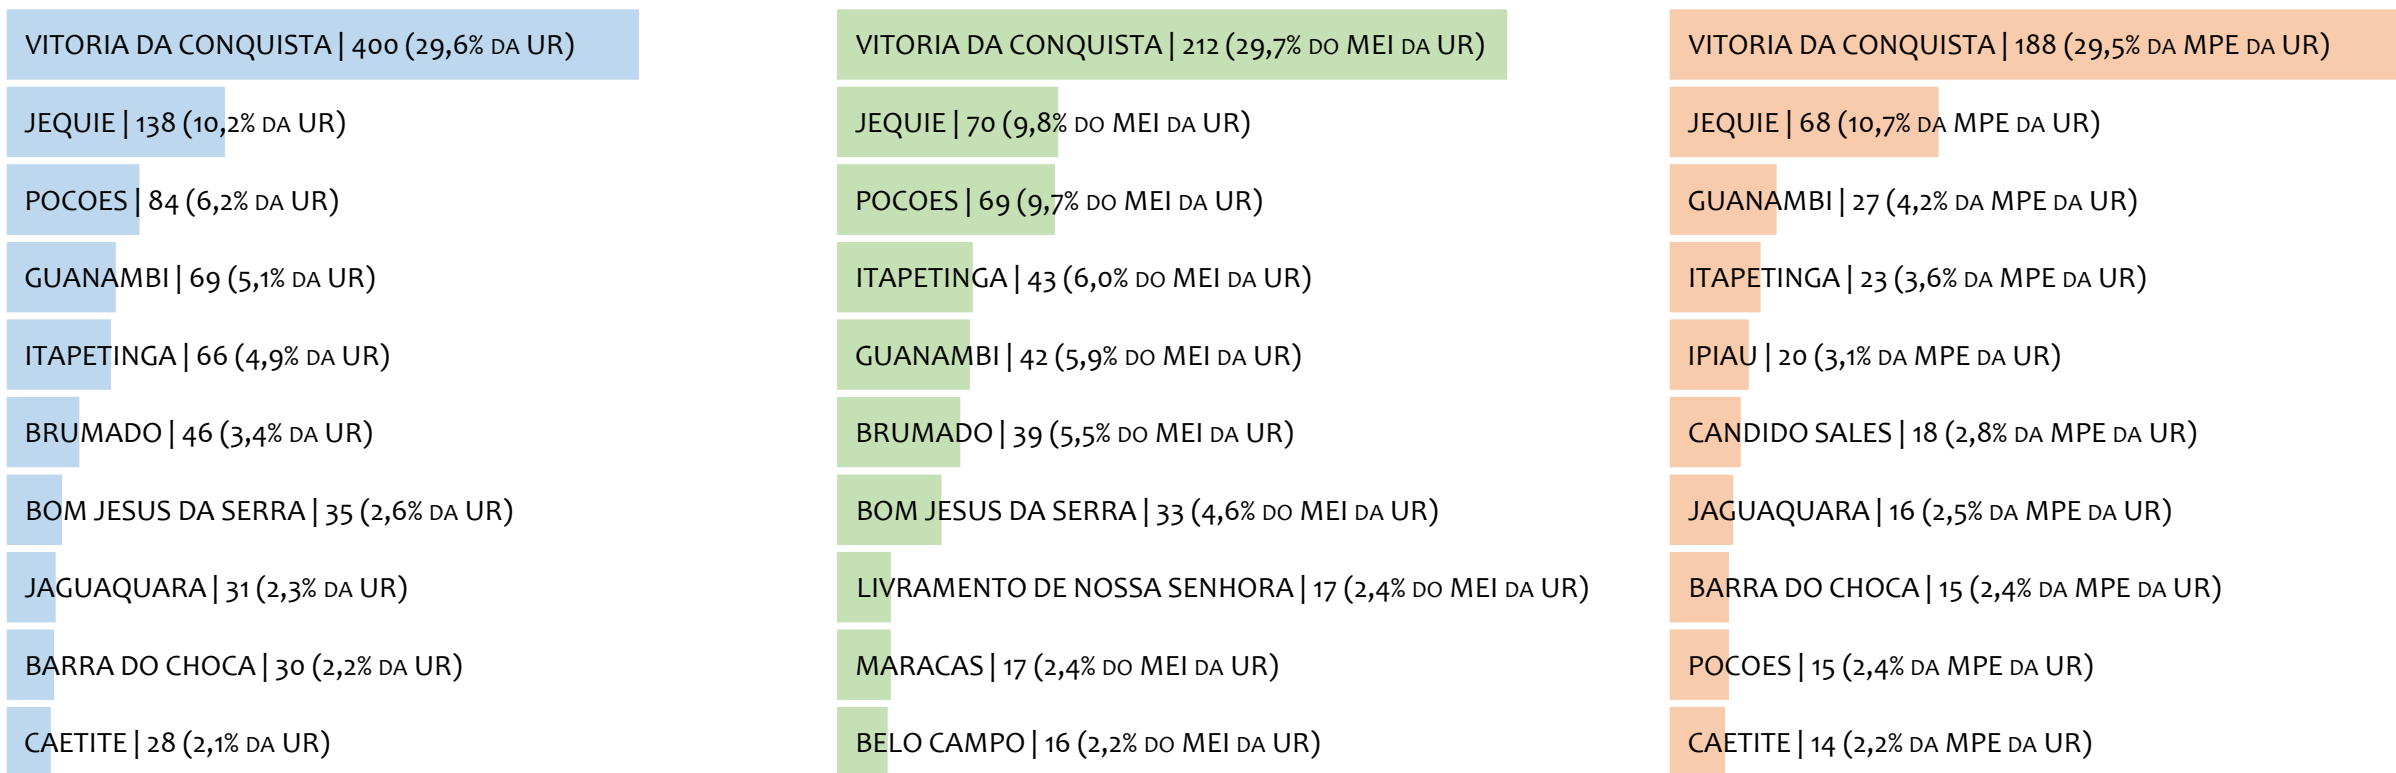 VITORIA DA CONQUISTA | 400 (29,6% DA UR)
JEQUIE | 138 (10,2% DA UR)
POCOES | 84 (6,2% DA UR)
GUANAMBI | 69 (5,1% DA UR)
ITAPETINGA | 66 (4,9% DA UR)
BRUMADO | 46 (3,4% DA UR)
BOM JESUS DA SERRA | 35 (2,6% DA UR)
JAGUAQUARA | 31 (2,3% DA UR)
BARRA DO CHOCA | 30 (2,2% DA UR)
CAETITE | 28 (2,1% DA UR)
VITORIA DA CONQUISTA | 212 (29,7% DO MEI DA UR)
JEQUIE | 70 (9,8% DO MEI DA UR)
POCOES | 69 (9,7% DO MEI DA UR)
ITAPETINGA | 43 (6,0% DO MEI DA UR)
GUANAMBI | 42 (5,9% DO MEI DA UR)
BRUMADO | 39 (5,5% DO MEI DA UR)
BOM JESUS DA SERRA | 33 (4,6% DO MEI DA UR)
LIVRAMENTO DE NOSSA SENHORA | 17 (2,4% DO MEI DA UR)
MARACAS | 17 (2,4% DO MEI DA UR)
BELO CAMPO | 16 (2,2% DO MEI DA UR)
VITORIA DA CONQUISTA | 188 (29,5% DA MPE DA UR)
JEQUIE | 68 (10,7% DA MPE DA UR)
GUANAMBI | 27 (4,2% DA MPE DA UR)
ITAPETINGA | 23 (3,6% DA MPE DA UR)
IPIAU | 20 (3,1% DA MPE DA UR)
CANDIDO SALES | 18 (2,8% DA MPE DA UR)
JAGUAQUARA | 16 (2,5% DA MPE DA UR)
BARRA DO CHOCA | 15 (2,4% DA MPE DA UR)
POCOES | 15 (2,4% DA MPE DA UR)
CAETITE | 14 (2,2% DA MPE DA UR)